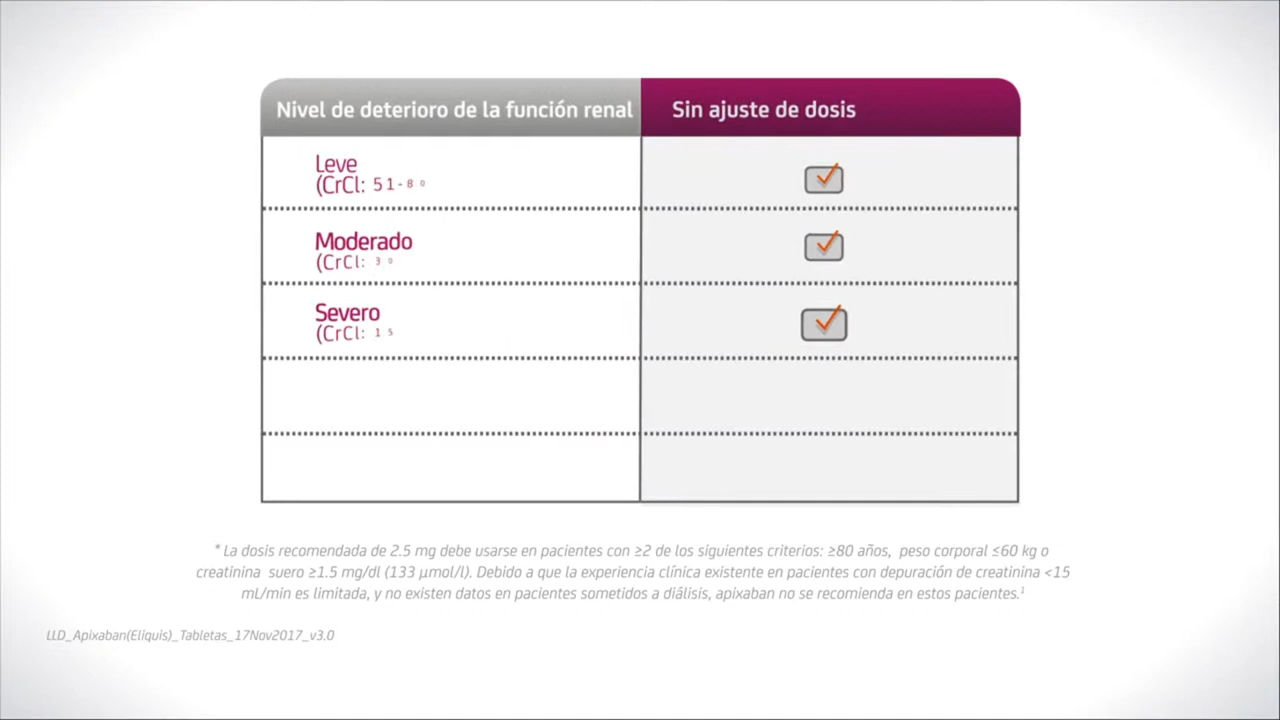 Nivel de deterioro de la función renal
Sin ajuste de dosis
Leve
(CrCl: 51-80
Moderado
(CrCl: 30
Severo
(CrCl: 15
* La dosis recomendada de 2.5 mg debe usarse en pacientes con ≥2 de los siguientes criterios: ≥80 años, peso corporal ≤60 kg o
creatinina suero ≥1.5 mg/dl (133 µmol/l). Debido a que la experiencia clínica existente en pacientes con depuración de creatinina <15
mL/min es limitada, y no existen datos en pacientes sometidos a diálisis, apixaban no se recomienda en estos pacientes.¹
LLD_Apixaban(Eliquis)_Tabletas_17Nov2017_v3.0